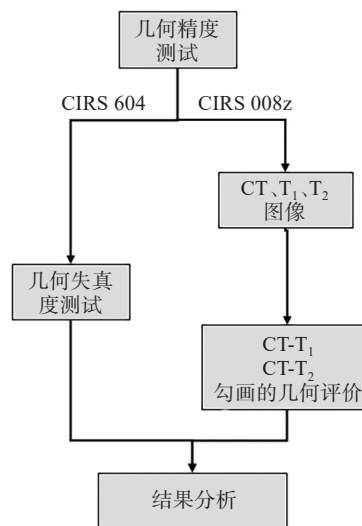 几何精度
测试
CIRS 604
CIRS 008z
CT、T₁、T₂
图像
几何失真
度测试
CT-T₁
CT-T₂
勾画的几何评价
结果分析